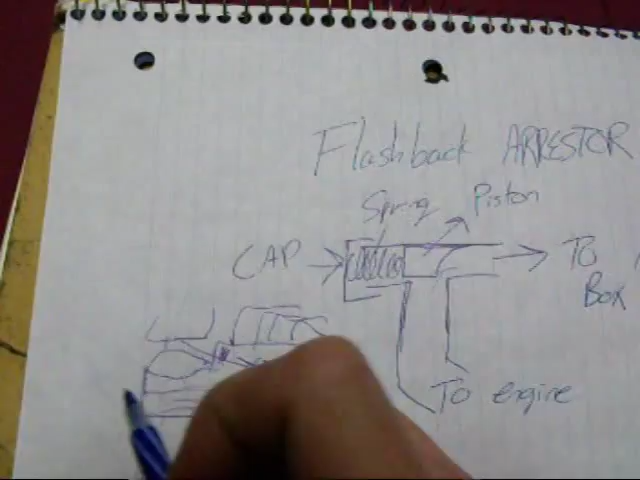 Flashback ARRESTOR
Spring
Piston
CAP
To
Box
To engine